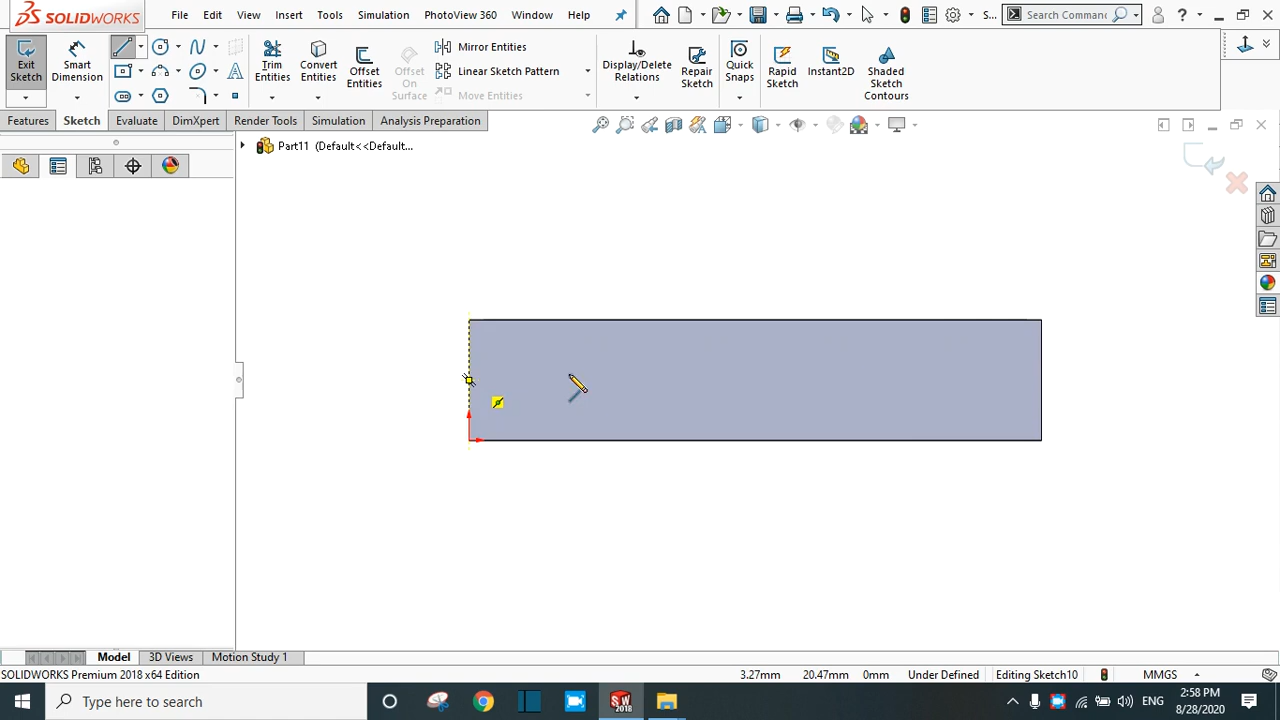 SOLIDWORKS File Edit View Insert Tools Simulation PhotoView 360 Window Help S... Search Commanc
Exit Sketch
Smart Dimension
Trim Entities
Convert Entities
Offset Entities
Offset On Surface
Mirror Entities
Linear Sketch Pattern
Move Entities
Display/Delete Relations
Repair Sketch
Quick Snaps
Rapid Sketch
Instant2D
Shaded Sketch Contours
Features Sketch Evaluate DimXpert Render Tools Simulation Analysis Preparation
Part11 (Default<<Default...
Model 3D Views Motion Study 1
SOLIDWORKS Premium 2018 x64 Edition 3.27mm 20.47mm 0mm Under Defined Editing Sketch10 MMGS
Type here to search ENG 2:58 PM
8/28/2020